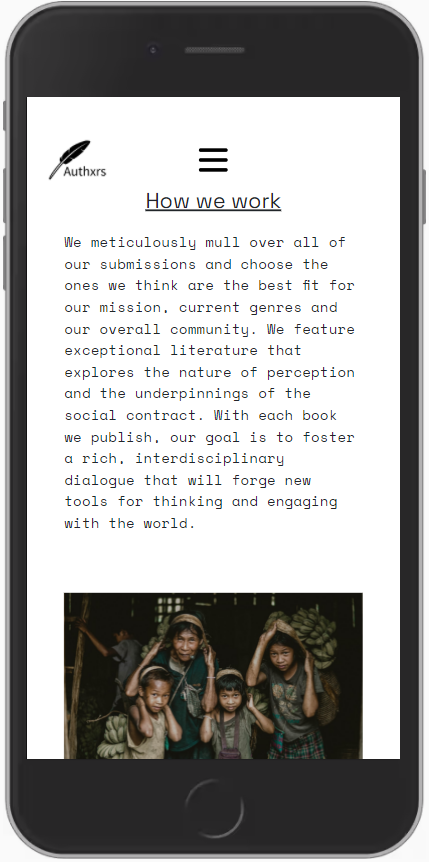 Authxrs
How we work
We meticulously mull over all of
our submissions and choose the
ones we think are the best fit for
our mission, current genres and
our overall community. We feature
exceptional literature that
explores the nature of perception
and the underpinnings of the
social contract. With each book
we publish, our goal is to foster
a rich, interdisciplinary
dialogue that will forge new
tools for thinking and engaging
with the world.